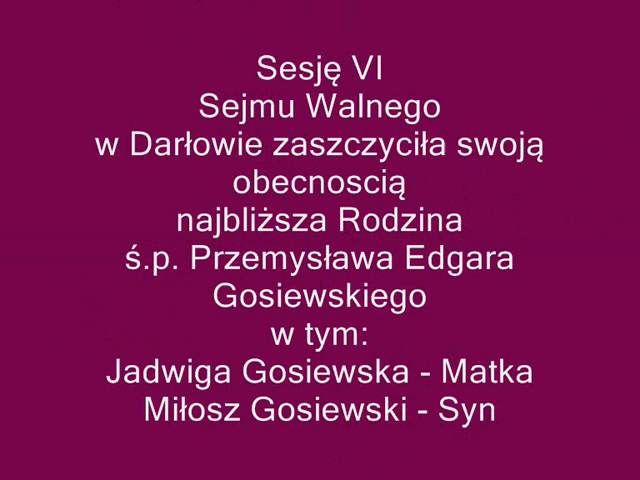 Sesję VI
Sejmu Walnego
w Darłowie zaszczyciła swoją
obecnoscią
najbliższa Rodzina
ś.p. Przemysława Edgara
Gosiewskiego
w tym:
Jadwiga Gosiewska - Matka
Miłosz Gosiewski - Syn